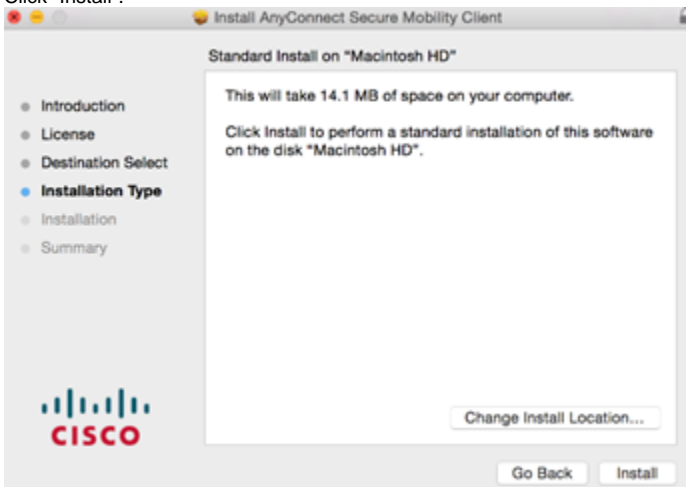 Click "Install".
Install AnyConnect Secure Mobility Client
Standard Install on "Macintosh HD"
Introduction
License
Destination Select
Installation Type
Installation
Summary
This will take 14.1 MB of space on your computer.
Click Install to perform a standard installation of this software
on the disk "Macintosh HD".
CISCO
Change Install Location...
Go Back
Install